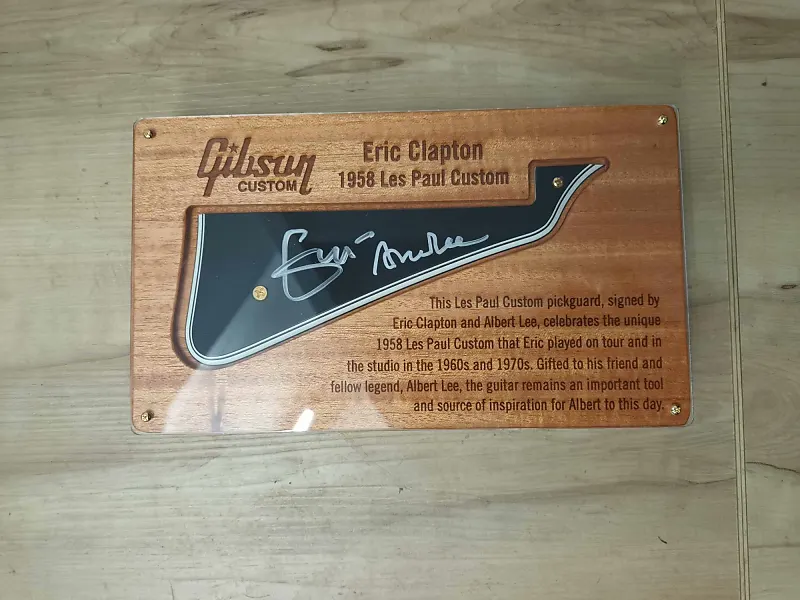 Gibson
CUSTOM
Eric Clapton
1958 Les Paul Custom
This Les Paul Custom pickguard, signed by
Eric Clapton and Albert Lee, celebrates the unique
1958 Les Paul Custom that Eric played on tour and in
the studio in the 1960s and 1970s. Gifted to his friend and
fellow legend, Albert Lee, the guitar remains an important tool
and source of inspiration for Albert to this day.